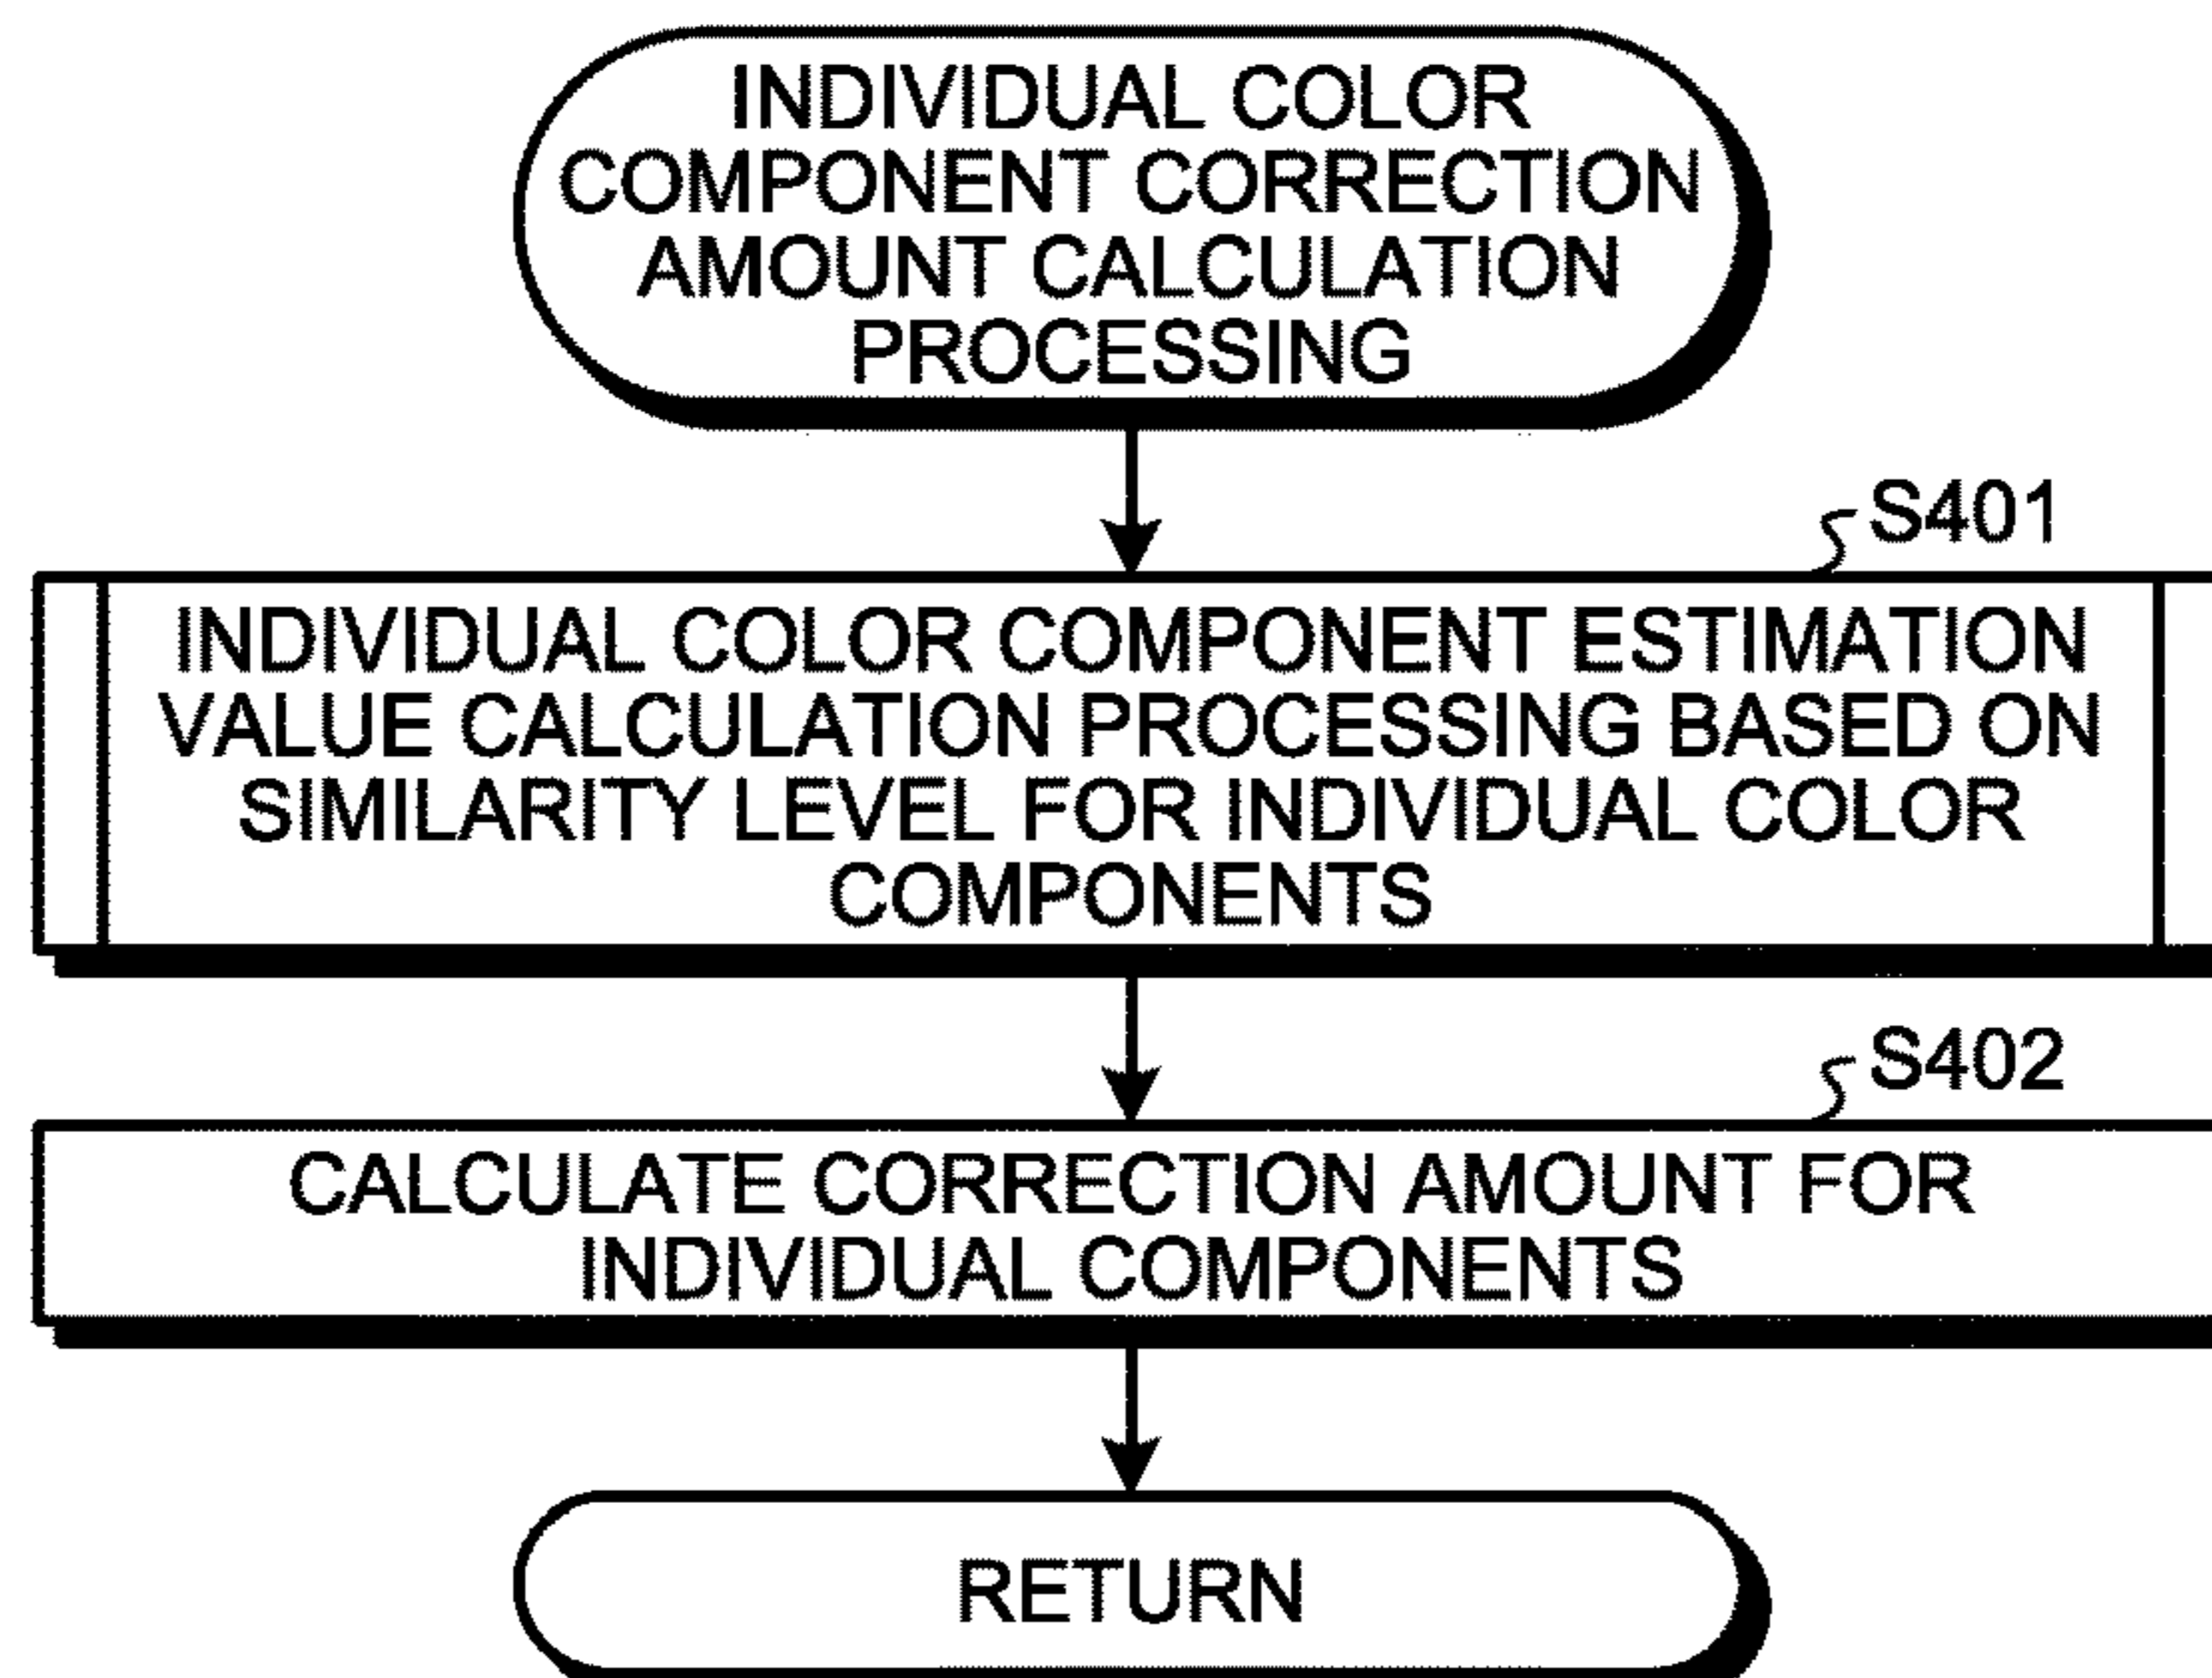 INDIVIDUAL COLOR
COMPONENT CORRECTION
AMOUNT CALCULATION
PROCESSING
S401
INDIVIDUAL COLOR COMPONENT ESTIMATION
VALUE CALCULATION PROCESSING BASED ON
SIMILARITY LEVEL FOR INDIVIDUAL COLOR
COMPONENTS
S402
CALCULATE CORRECTION AMOUNT FOR
INDIVIDUAL COMPONENTS
RETURN